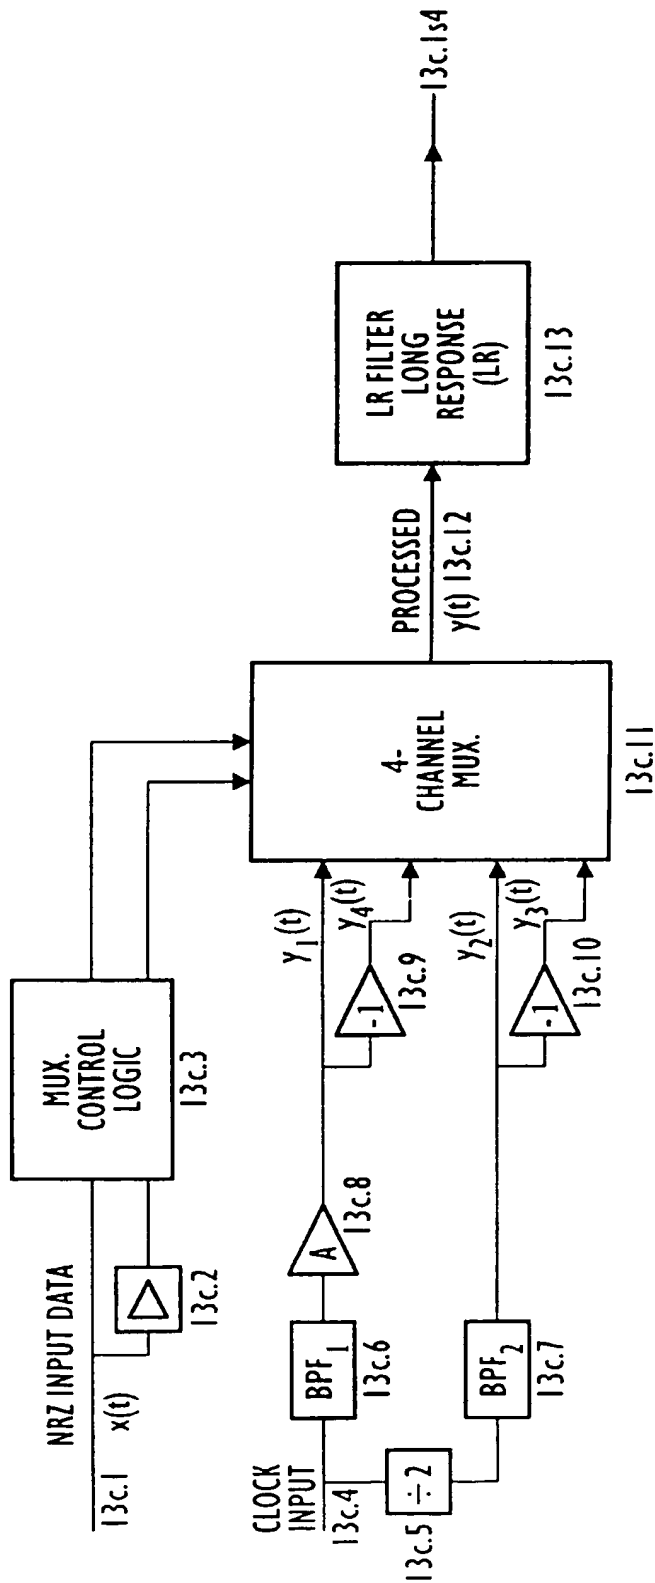 NRZ INPUT DATA
13c.1
x(t)
13c.2
MUX.
CONTROL
LOGIC
13c.3
CLOCK
INPUT
13c.4
13c.5
÷2
BPF1
13c.6
BPF2
13c.7
A
13c.8
y1(t)
y4(t)
-1
13c.9
y2(t)
y3(t)
-1
13c.10
4-
CHANNEL
MUX.
13c.11
PROCESSED
y(t) 13c.12
LR FILTER
LONG
RESPONSE
(LR)
13c.13
13c.1s4